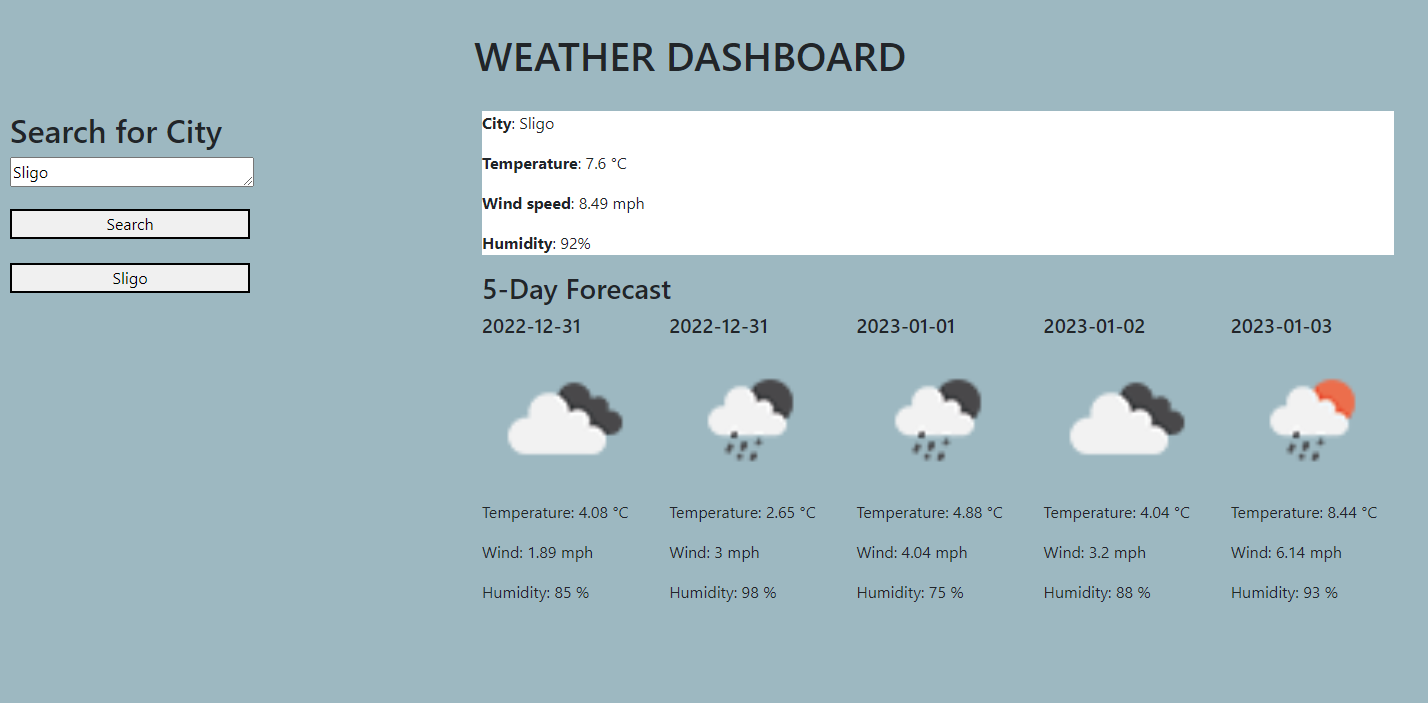 WEATHER DASHBOARD
Search for City
Sligo
Search
Sligo
City: Sligo
Temperature: 7.6 °C
Wind speed: 8.49 mph
Humidity: 92%
5-Day Forecast
2022-12-31 2022-12-31 2023-01-01 2023-01-02 2023-01-03
Temperature: 4.08 °C Temperature: 2.65 °C Temperature: 4.88 °C Temperature: 4.04 °C Temperature: 8.44 °C
Wind: 1.89 mph Wind: 3 mph Wind: 4.04 mph Wind: 3.2 mph Wind: 6.14 mph
Humidity: 85 % Humidity: 98 % Humidity: 75 % Humidity: 88 % Humidity: 93 %